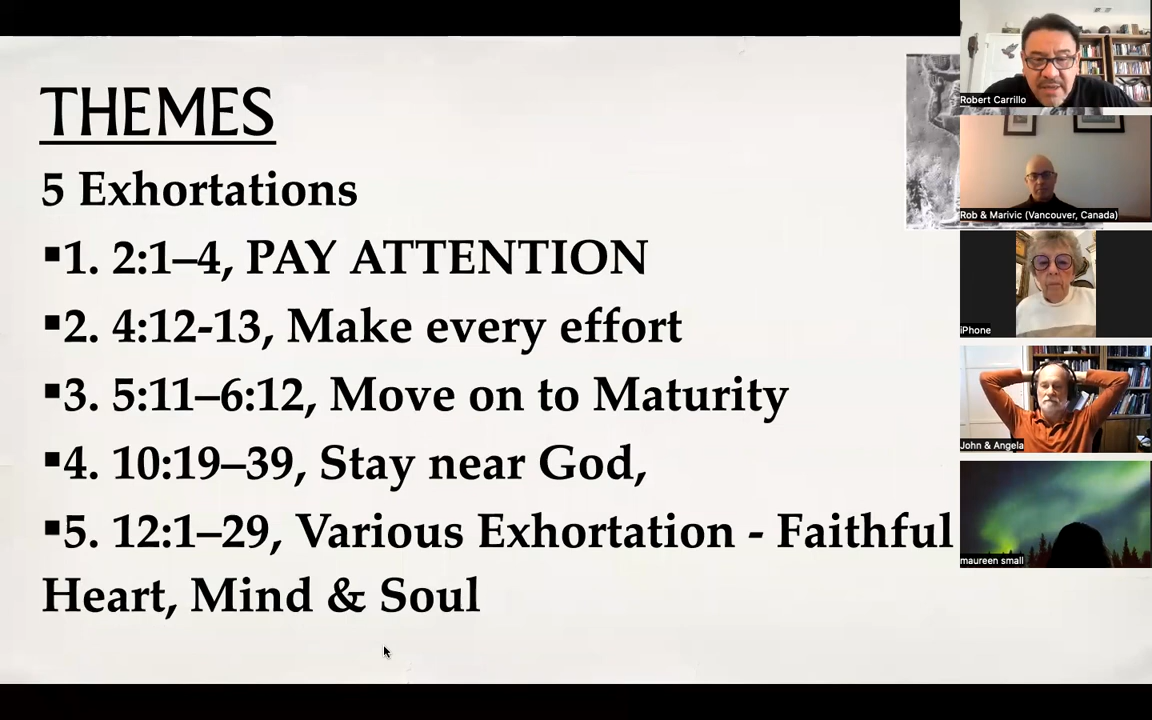 THEMES
5 Exhortations
▪1. 2:1–4, PAY ATTENTION
▪2. 4:12-13, Make every effort
▪3. 5:11–6:12, Move on to Maturity
▪4. 10:19–39, Stay near God,
▪5. 12:1–29, Various Exhortation - Faithful
Heart, Mind & Soul
Robert Carrillo
Rob & Marivic (Vancouver, Canada)
iPhone
John & Angela
maureen small